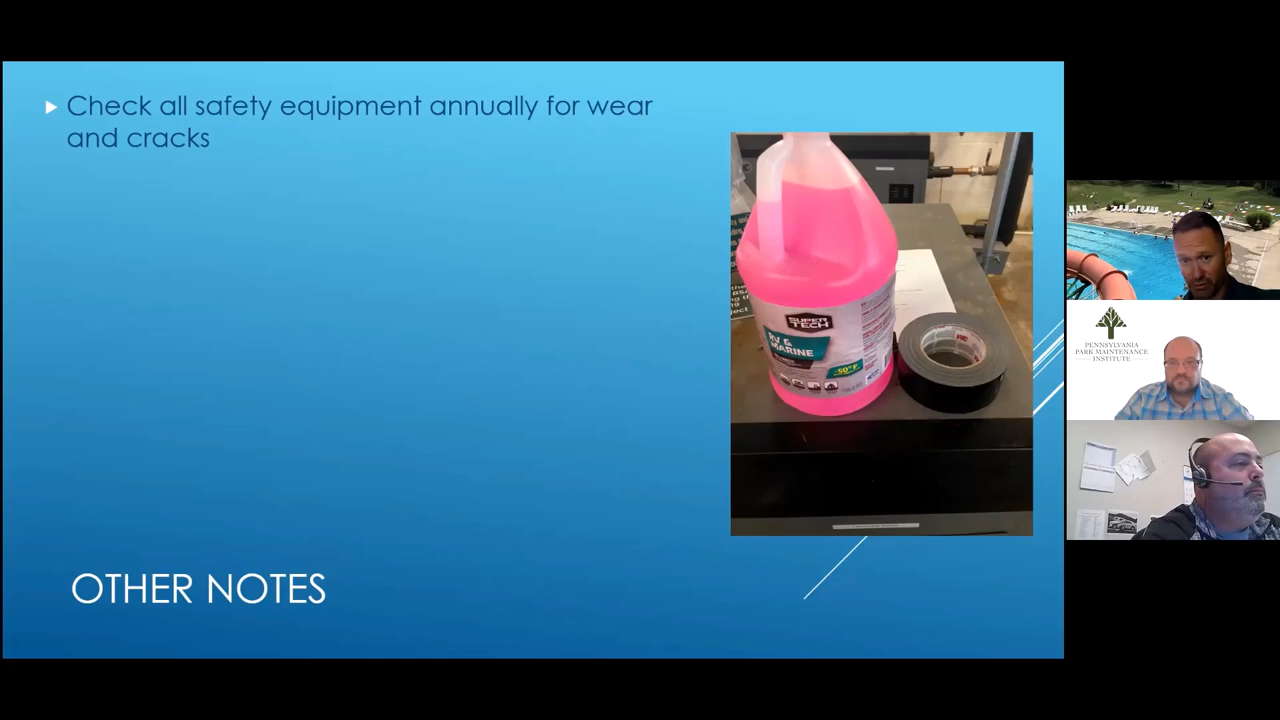 Check all safety equipment annually for wear
and cracks
SUPER
TECH
RV &
MARINE
-50°F
OTHER NOTES
PENNSYLVANIA
PARK MAINTENANCE
INSTITUTE